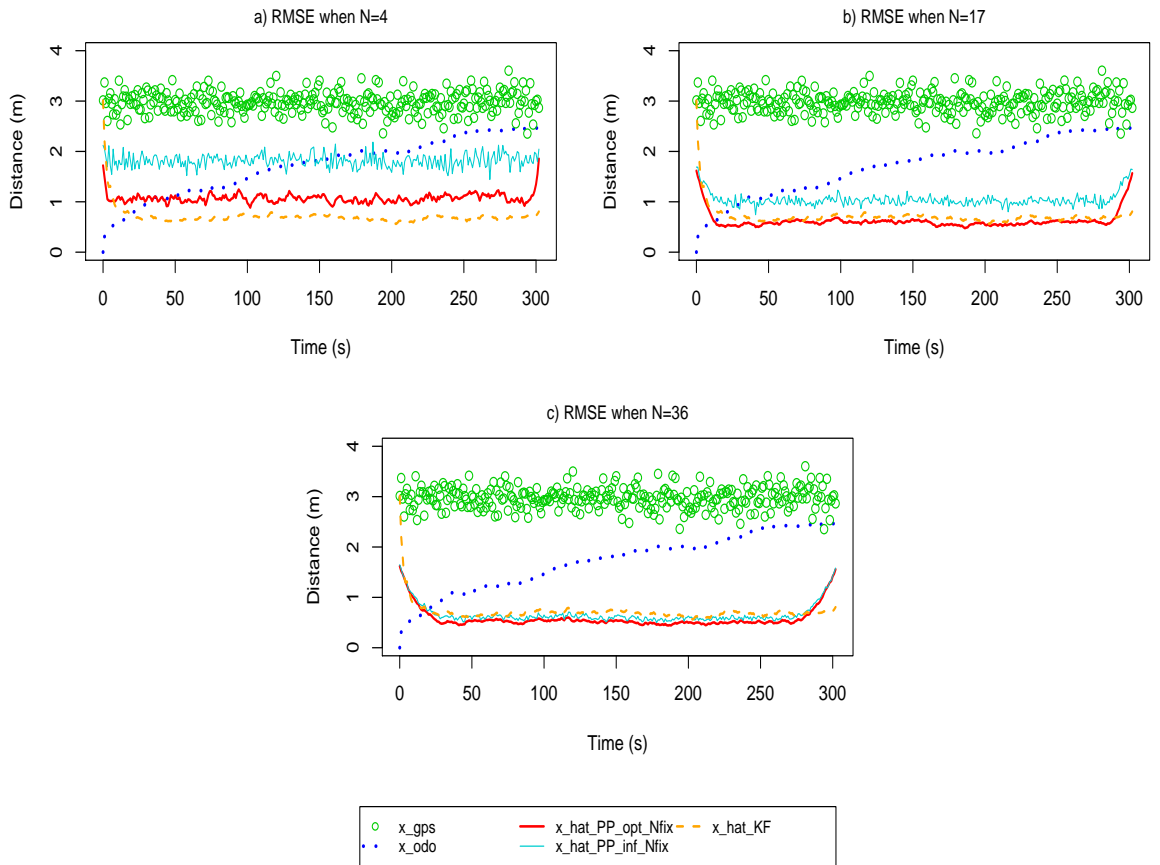 a) RMSE when N=4
Distance (m)
4
3
2
1
0
0 50 100 150 200 250 300
Time (s)
b) RMSE when N=17
Distance (m)
4
3
2
1
0
0 50 100 150 200 250 300
Time (s)
c) RMSE when N=36
Distance (m)
4
3
2
1
0
0 50 100 150 200 250 300
Time (s)
x_gps x_hat_PP_opt_Nfix x_hat_KF
x_odo x_hat_PP_inf_Nfix